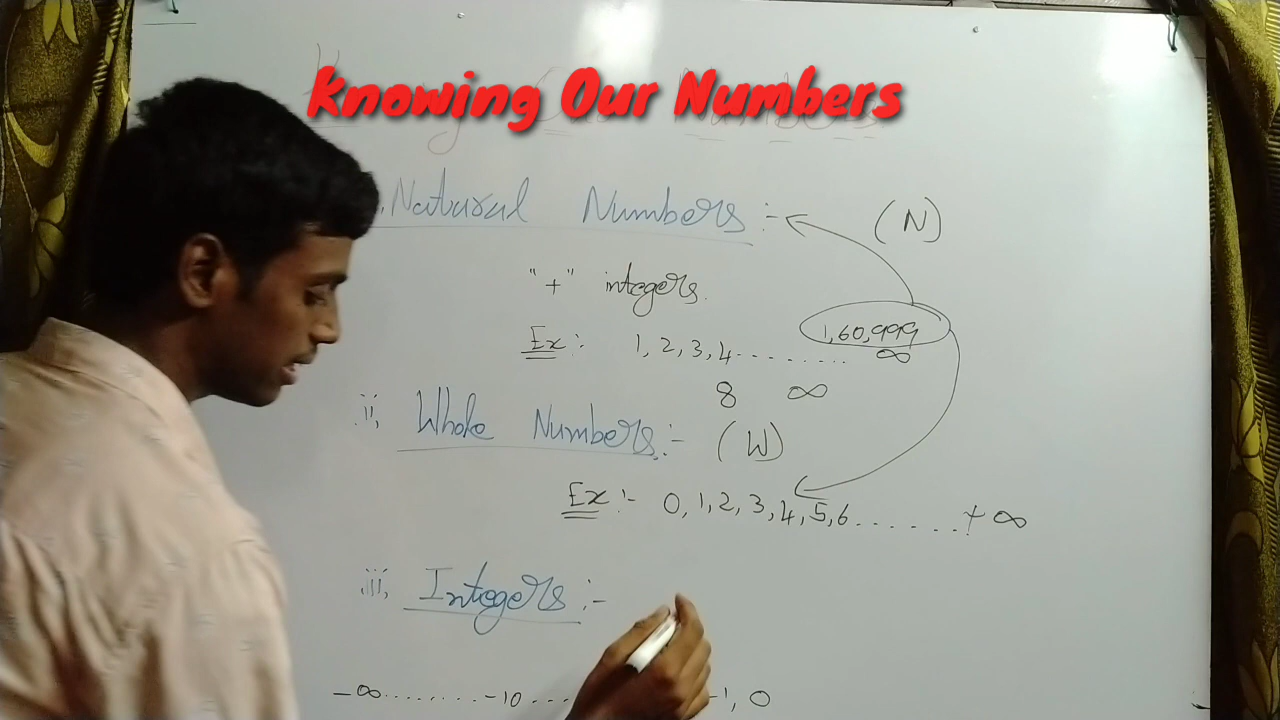 Knowing Our Numbers
Natural Numbers :- (N)
"+" integers.
Ex :- 1, 2, 3, 4 ......... ∞
1,60,999
8 ∞
ii, Whole Numbers :- (W)
Ex :- 0, 1, 2, 3, 4, 5, 6 ....... + ∞
iii, Integers :-
-∞ ........ -10 .... -1, 0